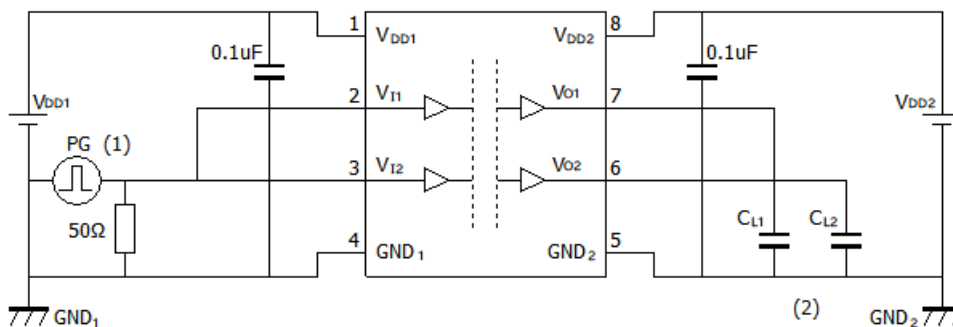 1
8
0.1uF
VDD1
VDD2
0.1uF
VDD1
2
VI1
VO1
7
VDD2
PG (1)
3
VI2
VO2
6
50Ω
4
GND1
GND2
5
CL1
CL2
(2)
GND1
GND2